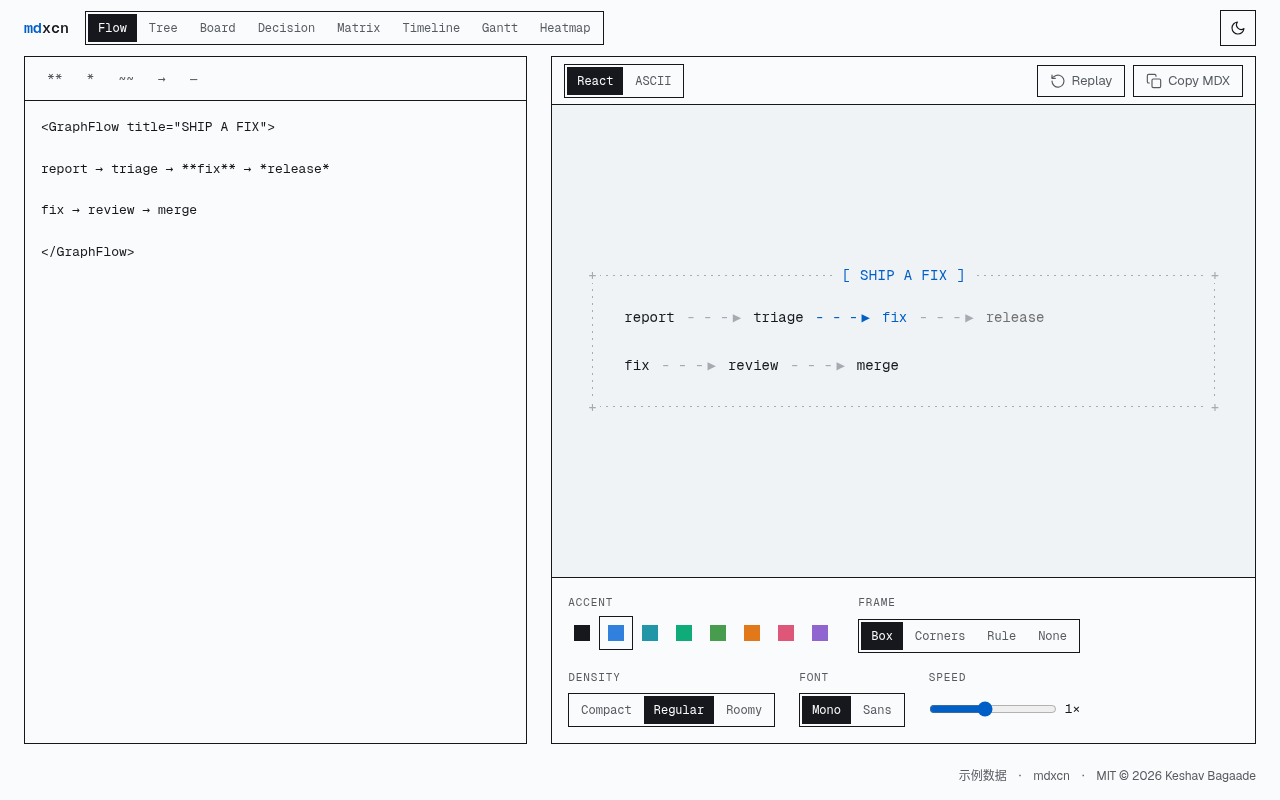 mdxcn Flow Tree Board Decision Matrix Timeline Gantt Heatmap
** * ~~ → —
<GraphFlow title="SHIP A FIX">
report → triage → **fix** → *release*
fix → review → merge
</GraphFlow>
React ASCII Replay Copy MDX
[ SHIP A FIX ]
report - - -▶ triage - - -▶ fix - - -▶ release
fix - - -▶ review - - -▶ merge
ACCENT FRAME
Box Corners Rule None
DENSITY FONT SPEED
Compact Regular Roomy Mono Sans 1×
示例数据 · mdxcn · MIT © 2026 Keshav Bagaade